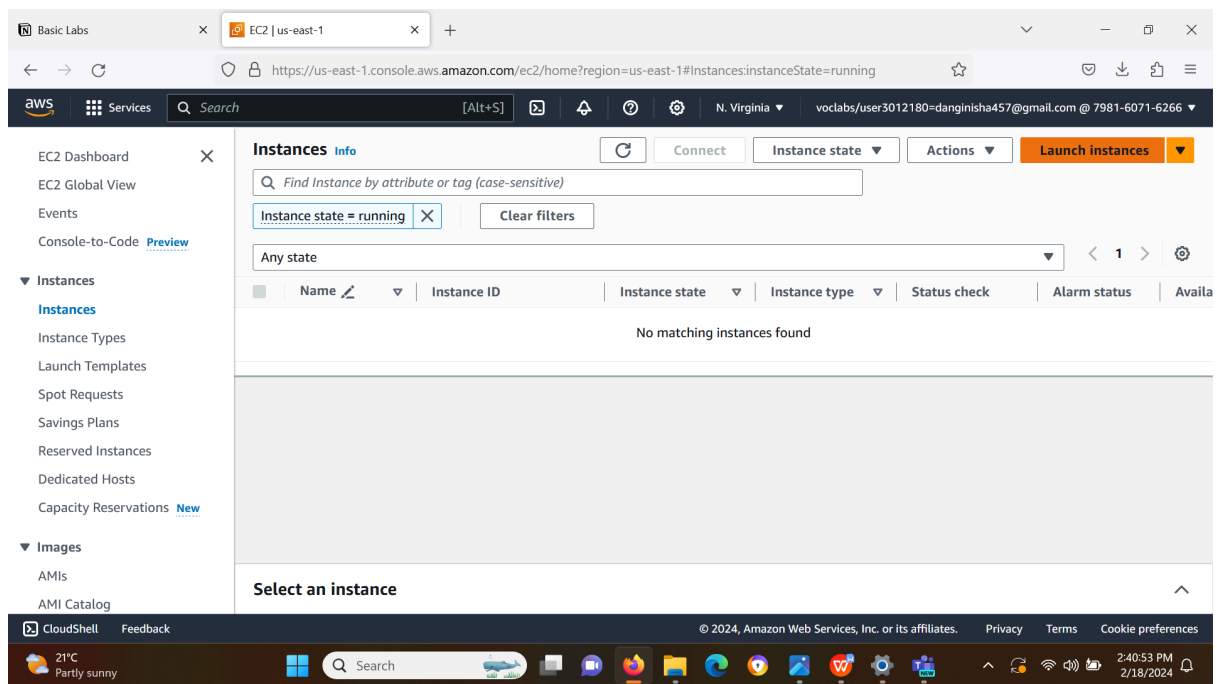 Basic Labs
EC2 | us-east-1
https://us-east-1.console.aws.amazon.com/ec2/home?region=us-east-1#Instances:instanceState=running
aws Services Search [Alt+S] N. Virginia voclabs/user3012180=danginisha457@gmail.com @ 7981-6071-6266
EC2 Dashboard
EC2 Global View
Events
Console-to-Code Preview
Instances
Instances
Instance Types
Launch Templates
Spot Requests
Savings Plans
Reserved Instances
Dedicated Hosts
Capacity Reservations New
Images
AMIs
AMI Catalog
Instances Info Connect Instance state Actions Launch instances
Find Instance by attribute or tag (case-sensitive)
Instance state = running Clear filters
Any state 1
Name Instance ID Instance state Instance type Status check Alarm status Availa
No matching instances found
Select an instance
CloudShell Feedback © 2024, Amazon Web Services, Inc. or its affiliates. Privacy Terms Cookie preferences
21°C
Partly sunny
Search
NEW
2:40:53 PM
2/18/2024